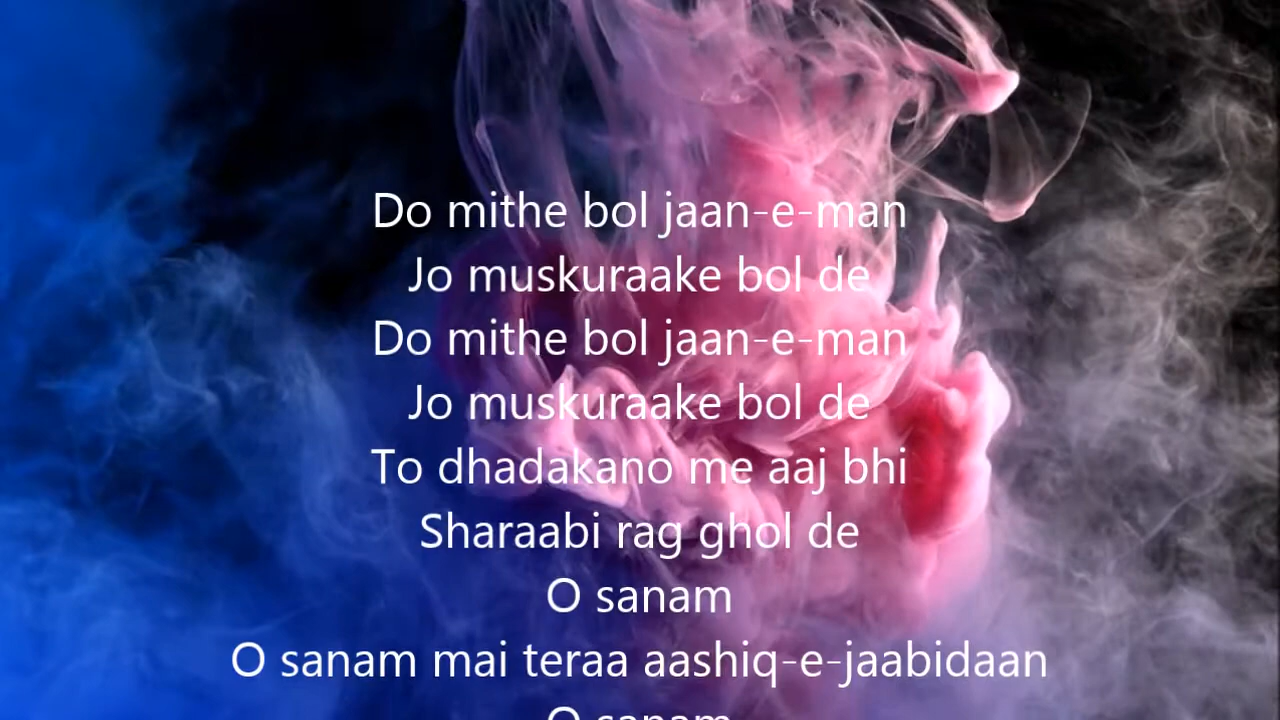 Do mithe bol jaan-e-man
Jo muskuraake bol de
Do mithe bol jaan-e-man
Jo muskuraake bol de
To dhadakano me aaj bhi
Sharaabi rag ghol de
O sanam
O sanam mai teraa aashiq-e-jaabidaan
O sanam